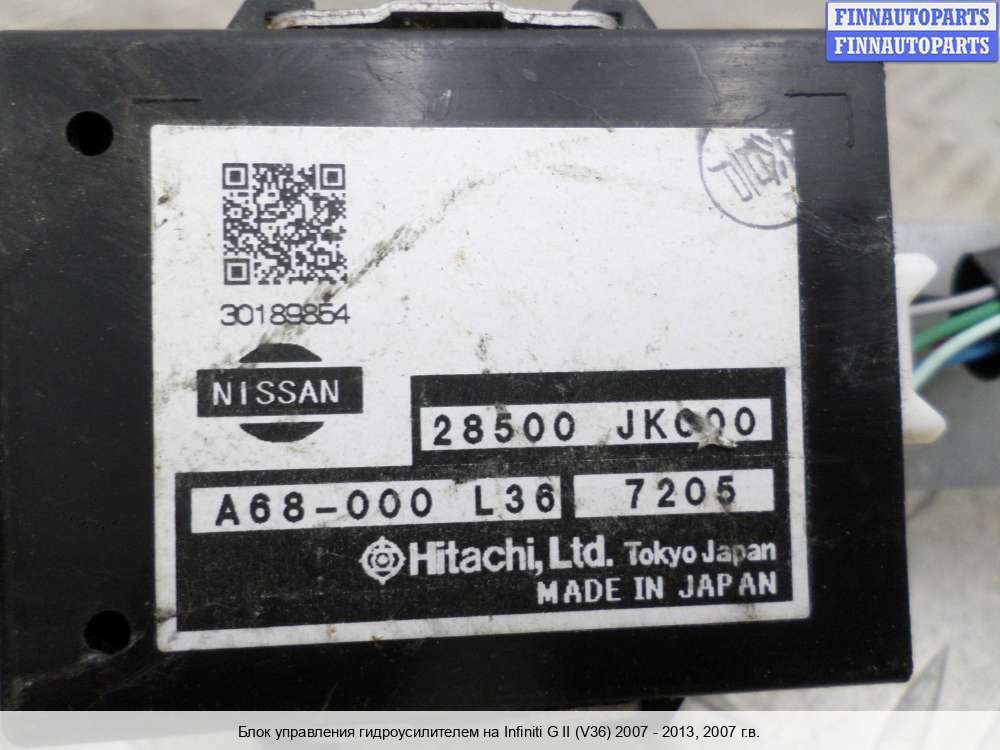 FINNAUTOPARTS
FINNAUTOPARTS
30189854
NISSAN
28500 JK000
A68-000 L36 7205
Hitachi, Ltd. Tokyo Japan
MADE IN JAPAN
Блок управления гидроусилителем на Infiniti G II (V36) 2007 - 2013, 2007 г.в.